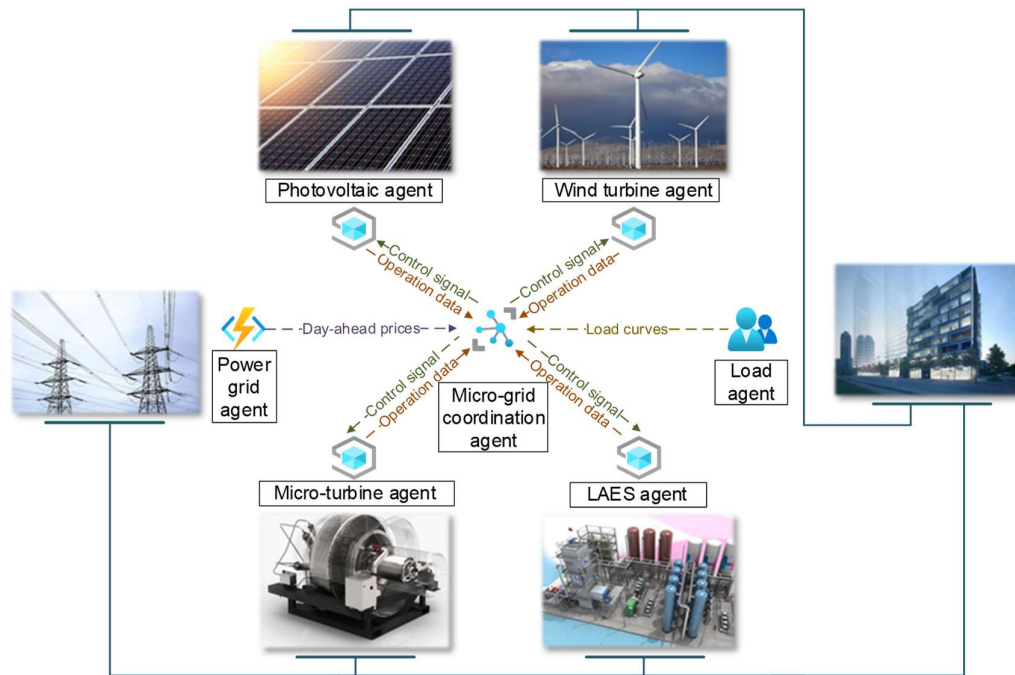 Photovoltaic agent
Wind turbine agent
Control signal
Operation data
Control signal
Operation data
Day-ahead prices
Load curves
Power
grid
agent
Load
agent
Control signal
Operation data
Control signal
Operation data
Micro-grid
coordination
agent
Micro-turbine agent
LAES agent